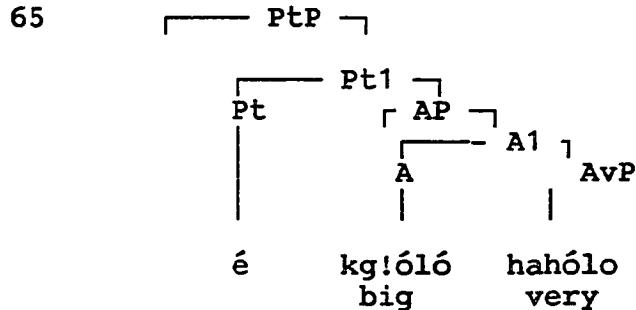 65 PtP
Pt1
Pt AP
A1
A AvP
é kg!óló hahólo
big very